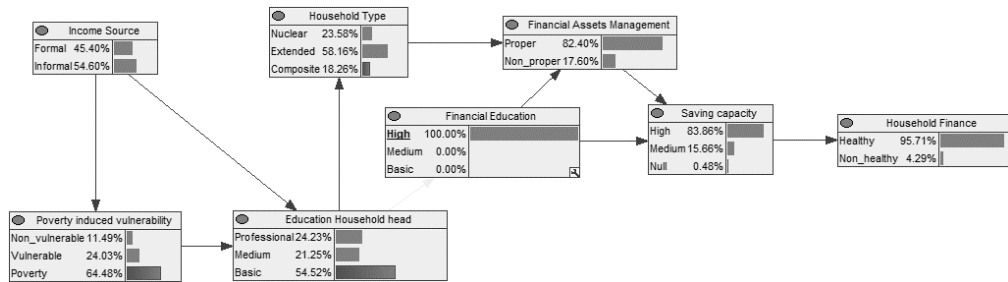 Income Source
Formal 45.40%
Informal 54.60%
Household Type
Nuclear 23.58%
Extended 58.16%
Composite 18.26%
Financial Assets Management
Proper 82.40%
Non_proper 17.60%
Financial Education
High 100.00%
Medium 0.00%
Basic 0.00%
Saving capacity
High 83.86%
Medium 15.66%
Null 0.48%
Household Finance
Healthy 95.71%
Non_healthy 4.29%
Poverty induced vulnerability
Non_vulnerable 11.49%
Vulnerable 24.03%
Poverty 64.48%
Education Household head
Professional 24.23%
Medium 21.25%
Basic 54.52%